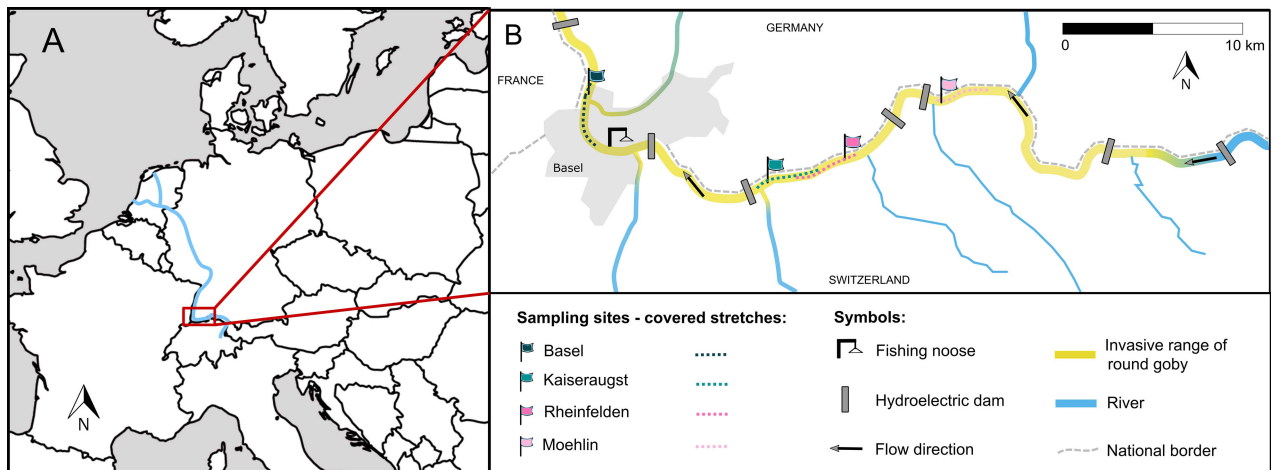 A
N
B
GERMANY
FRANCE
Basel
SWITZERLAND
0
10 km
N
Sampling sites - covered stretches:
Basel
Kaiseraugst
Rheinfelden
Moehlin
Symbols:
Fishing noose
Hydroelectric dam
Flow direction
Invasive range of
round goby
River
National border